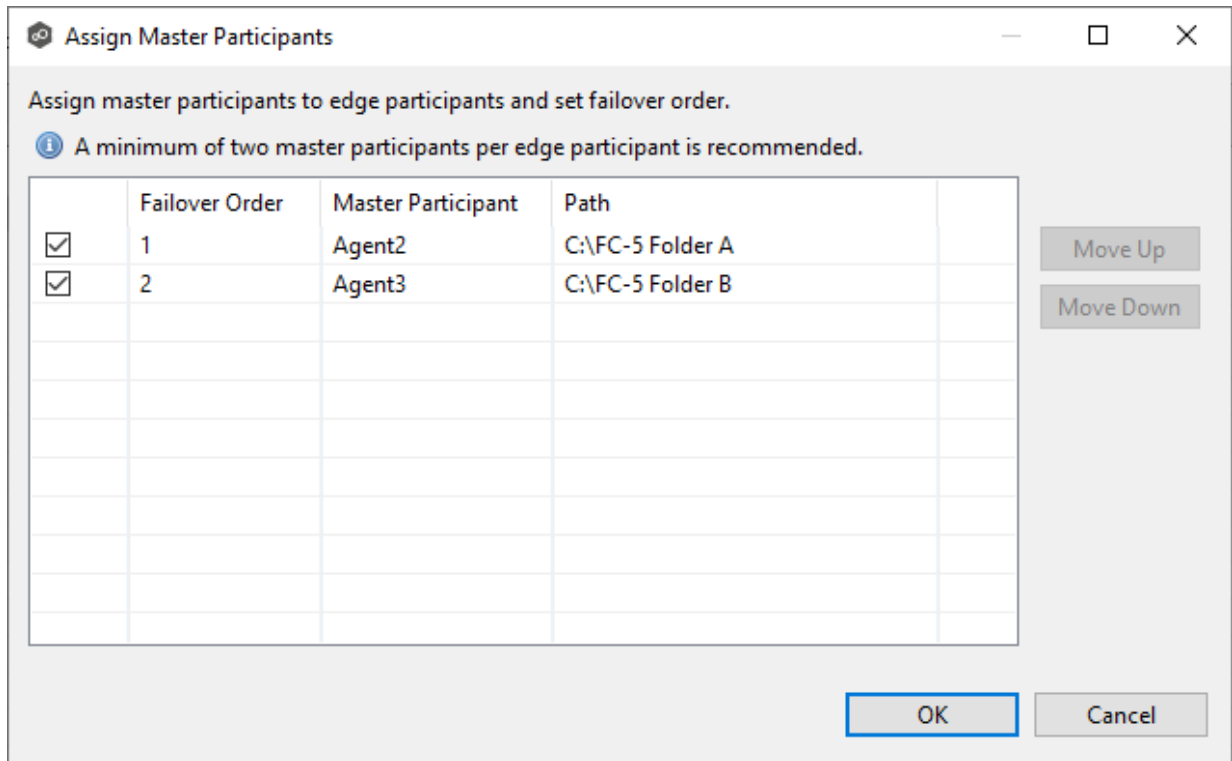 Assign Master Participants
Assign master participants to edge participants and set failover order.
A minimum of two master participants per edge participant is recommended.
Failover Order Master Participant Path
1 Agent2 C:\FC-5 Folder A
2 Agent3 C:\FC-5 Folder B
Move Up
Move Down
OK Cancel